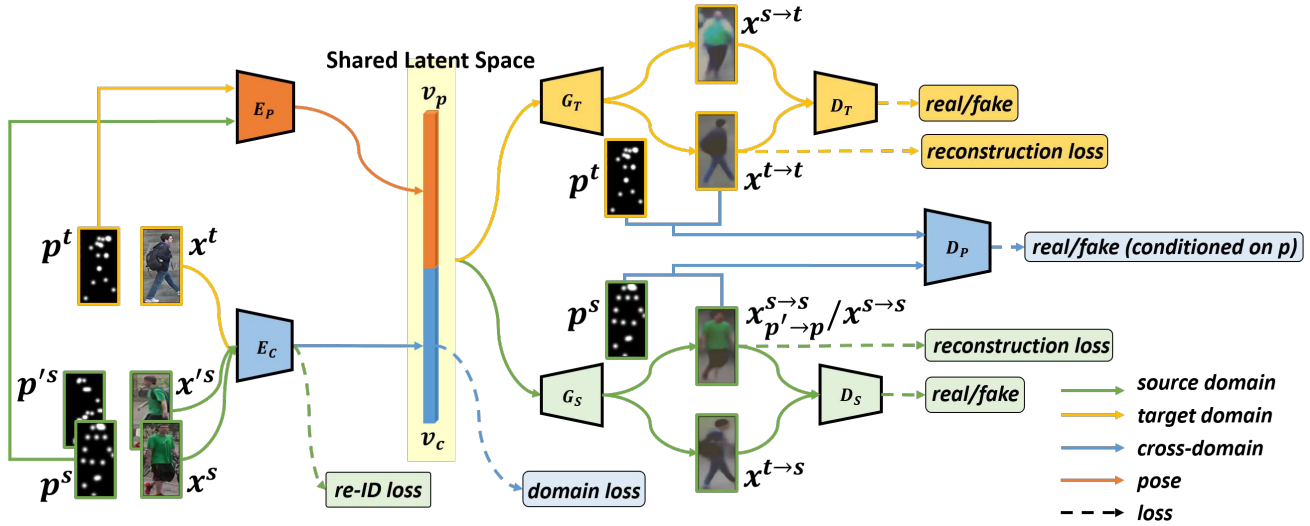 Shared Latent Space
x^{s→t}
v_p
E_P
G_T
D_T
real/fake
reconstruction loss
p^t
x^{t→t}
p^t
x^t
D_P
real/fake (conditioned on p)
p^s
x^{s→s}_{p'→p}/x^{s→s}
E_C
reconstruction loss
p'^s
x'^s
G_S
D_S
real/fake
source domain
target domain
v_c
cross-domain
p^s
x^s
x^{t→s}
re-ID loss
domain loss
pose
loss